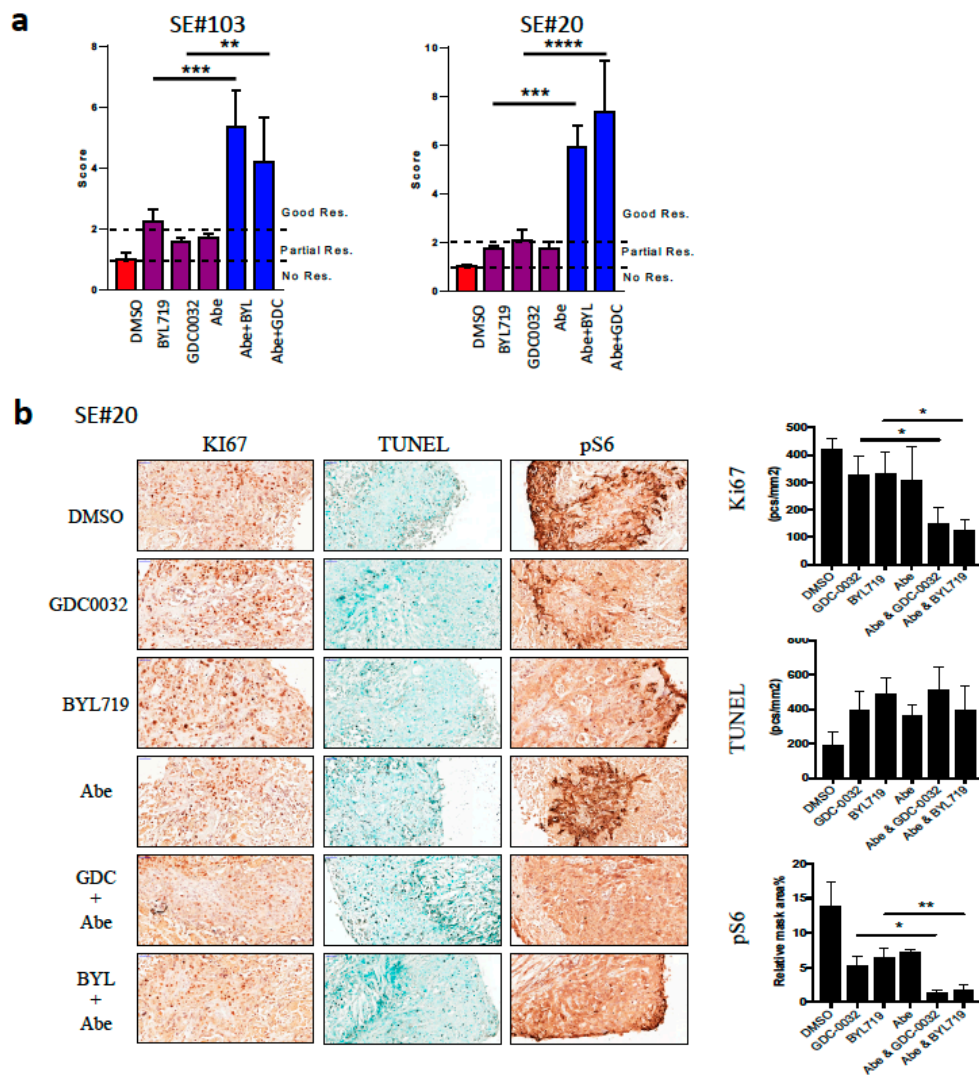 a
SE#103
SE#20
8
6
4
2
0
Score
**
***
Good Res.
Partial Res.
No Res.
DMSO
BYL719
GDC0032
Abe
Abe+BYL
Abe+GDC
10
8
6
4
2
0
Score
****
***
Good Res.
Partial Res.
No Res.
DMSO
BYL719
GDC0032
Abe
Abe+BYL
Abe+GDC
b
SE#20
KI67
TUNEL
pS6
DMSO
GDC0032
BYL719
Abe
GDC
+
Abe
BYL
+
Abe
Ki67
(pcs/mm2)
500
400
300
200
100
0
*
*
DMSO
GDC-0032
BYL719
Abe
Abe & GDC-0032
Abe & BYL719
TUNEL
(pcs/mm2)
800
600
400
200
0
DMSO
GDC-0032
BYL719
Abe
Abe & GDC-0032
Abe & BYL719
pS6
Relative mask area%
20
15
10
5
0
**
*
DMSO
GDC-0032
BYL719
Abe
Abe & GDC-0032
Abe & BYL719